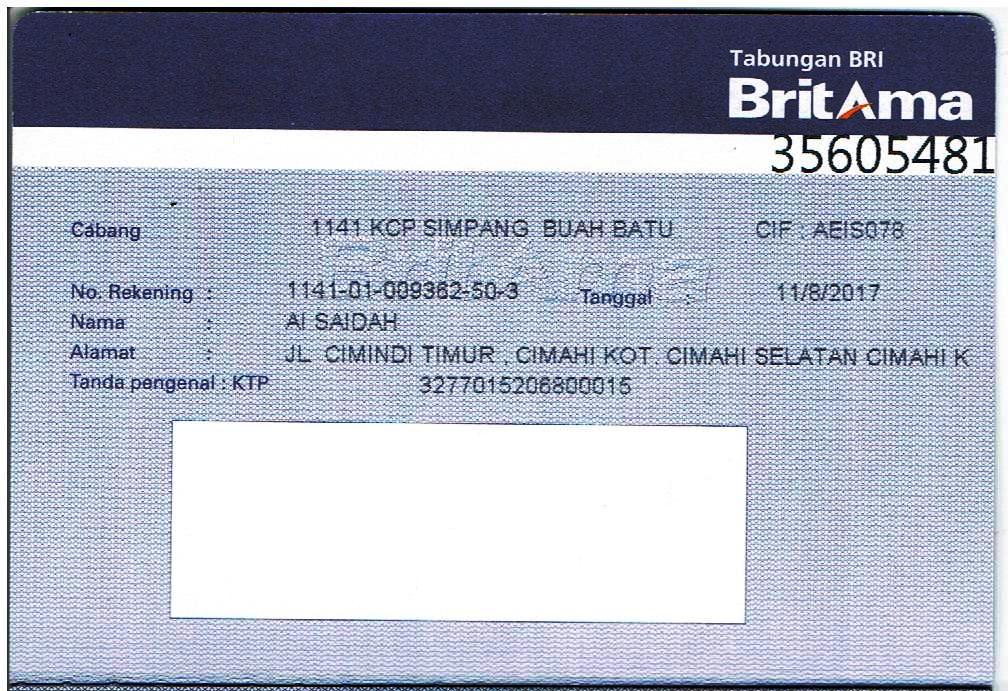 Tabungan BRI
BritAma
35605481
Cabang 1141 KCP SIMPANG BUAH BATU CIF : AEIS078
No. Rekening : 1141-01-009362-50-3 Tanggal : 11/8/2017
Nama : AI SAIDAH
Alamat : JL CIMINDI TIMUR , CIMAHI KOT CIMAHI SELATAN CIMAHI K
Tanda pengenal : KTP 3277015206800015